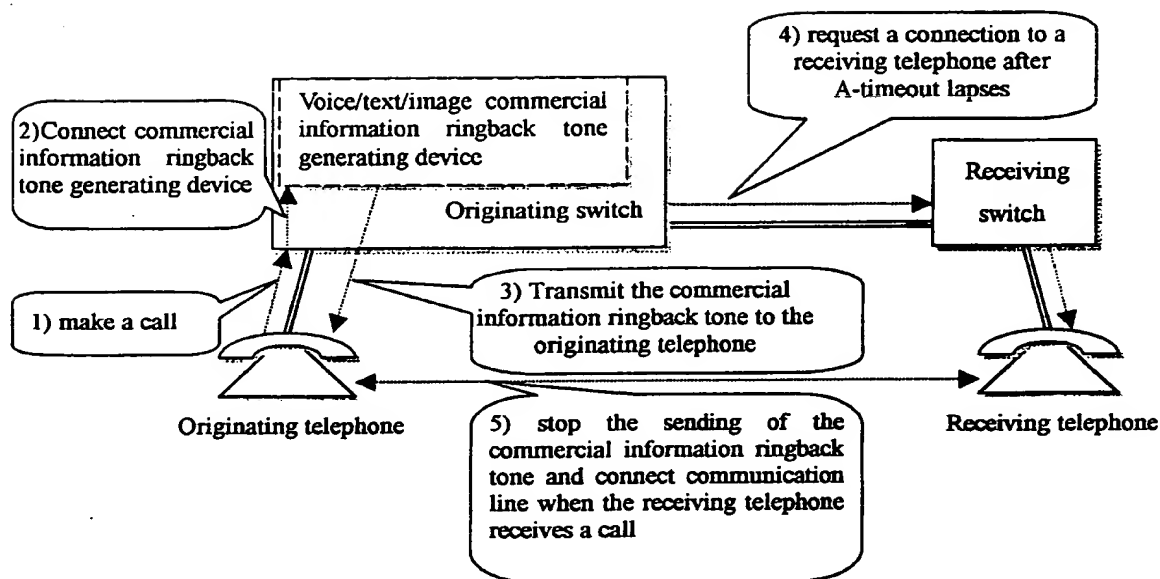 4) request a connection to a
receiving telephone after
A-timeout lapses
Voice/text/image commercial
information ringback tone
generating device
2)Connect commercial
information ringback
tone generating device
Originating switch
Receiving
switch
1) make a call
3) Transmit the commercial
information ringback tone to the
originating telephone
Originating telephone
Receiving telephone
5) stop the sending of the
commercial information ringback
tone and connect communication
line when the receiving telephone
receives a call